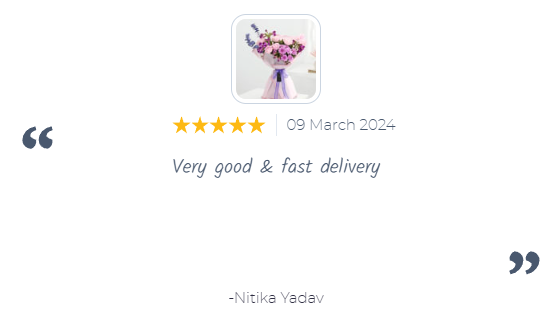 09 March 2024
“
Very good & fast delivery
”
-Nitika Yadav